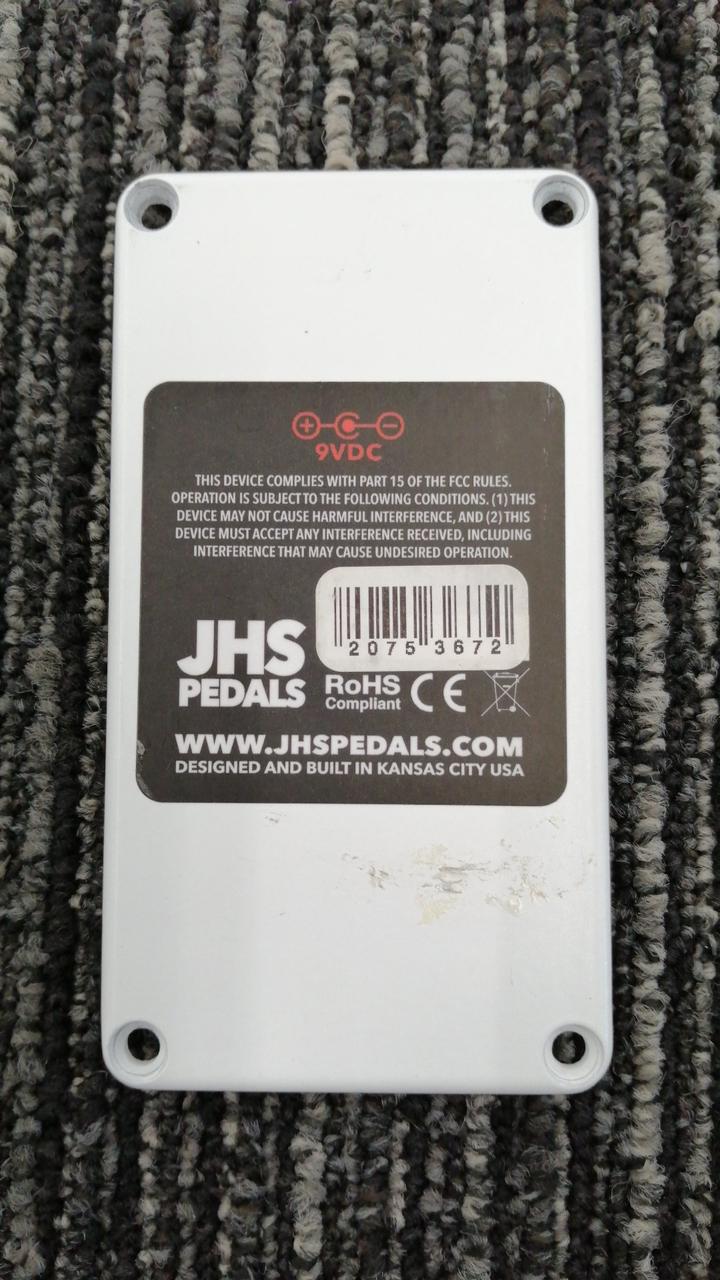 9VDC
THIS DEVICE COMPLIES WITH PART 15 OF THE FCC RULES.
OPERATION IS SUBJECT TO THE FOLLOWING CONDITIONS. (1) THIS
DEVICE MAY NOT CAUSE HARMFUL INTERFERENCE, AND (2) THIS
DEVICE MUST ACCEPT ANY INTERFERENCE RECEIVED, INCLUDING
INTERFERENCE THAT MAY CAUSE UNDESIRED OPERATION.
2075 3672
JHS
PEDALS
RoHS
Compliant
CE
WWW.JHSPEDALS.COM
DESIGNED AND BUILT IN KANSAS CITY USA